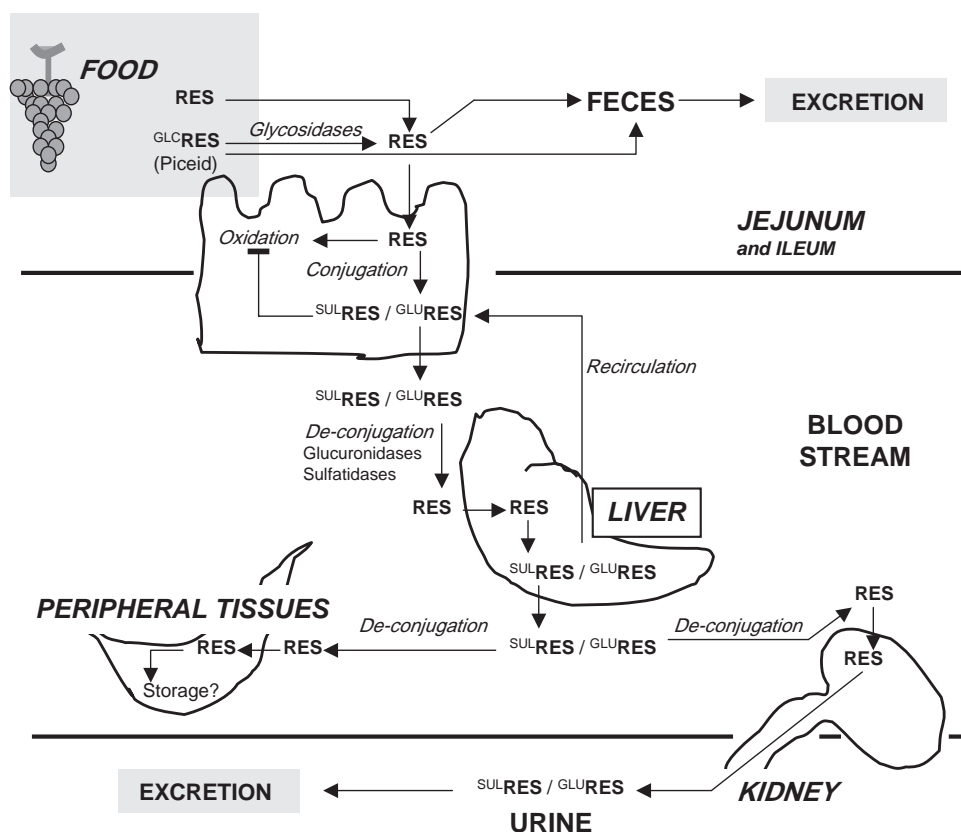 FOOD
RES
GLCRES
(Piceid)
Glycosidases
RES
FECES
EXCRETION
JEJUNUM
and ILEUM
Oxidation
RES
Conjugation
SULRES / GLURES
Recirculation
SULRES / GLURES
De-conjugation
Glucuronidases
Sulfatidases
BLOOD
STREAM
RES
RES
LIVER
SULRES / GLURES
PERIPHERAL TISSUES
RES
De-conjugation
SULRES / GLURES
De-conjugation
RES
RES
RES
Storage?
EXCRETION
SULRES / GLURES
URINE
KIDNEY